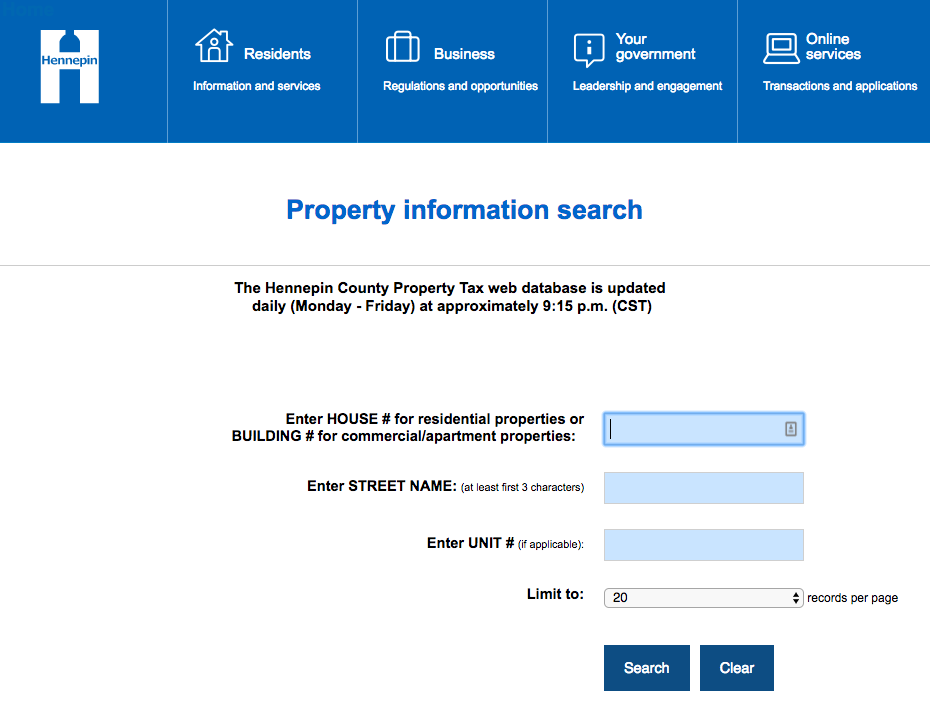 Home
Hennepin
Residents
Information and services
Business
Regulations and opportunities
Your
government
Leadership and engagement
Online
services
Transactions and applications
Property information search
The Hennepin County Property Tax web database is updated
daily (Monday - Friday) at approximately 9:15 p.m. (CST)
Enter HOUSE # for residential properties or
BUILDING # for commercial/apartment properties:
Enter STREET NAME: (at least first 3 characters)
Enter UNIT # (if applicable):
Limit to: 20 records per page
Search Clear